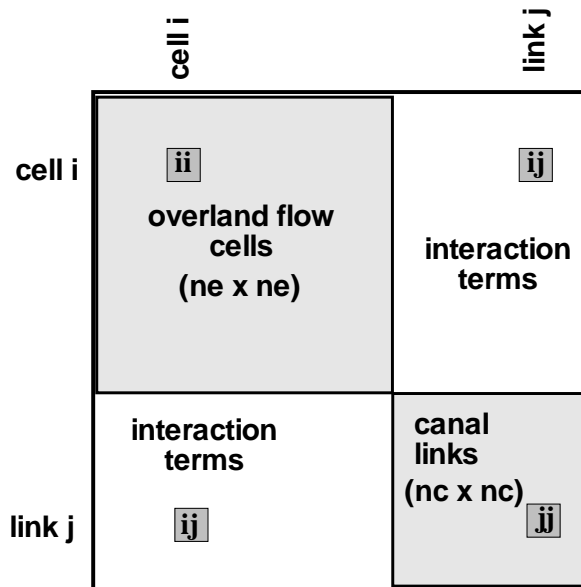 cell i
link j
cell i
ii
ij
overland flow
cells
(ne x ne)
interaction
terms
interaction
terms
canal
links
(nc x nc)
link j
ij
jj